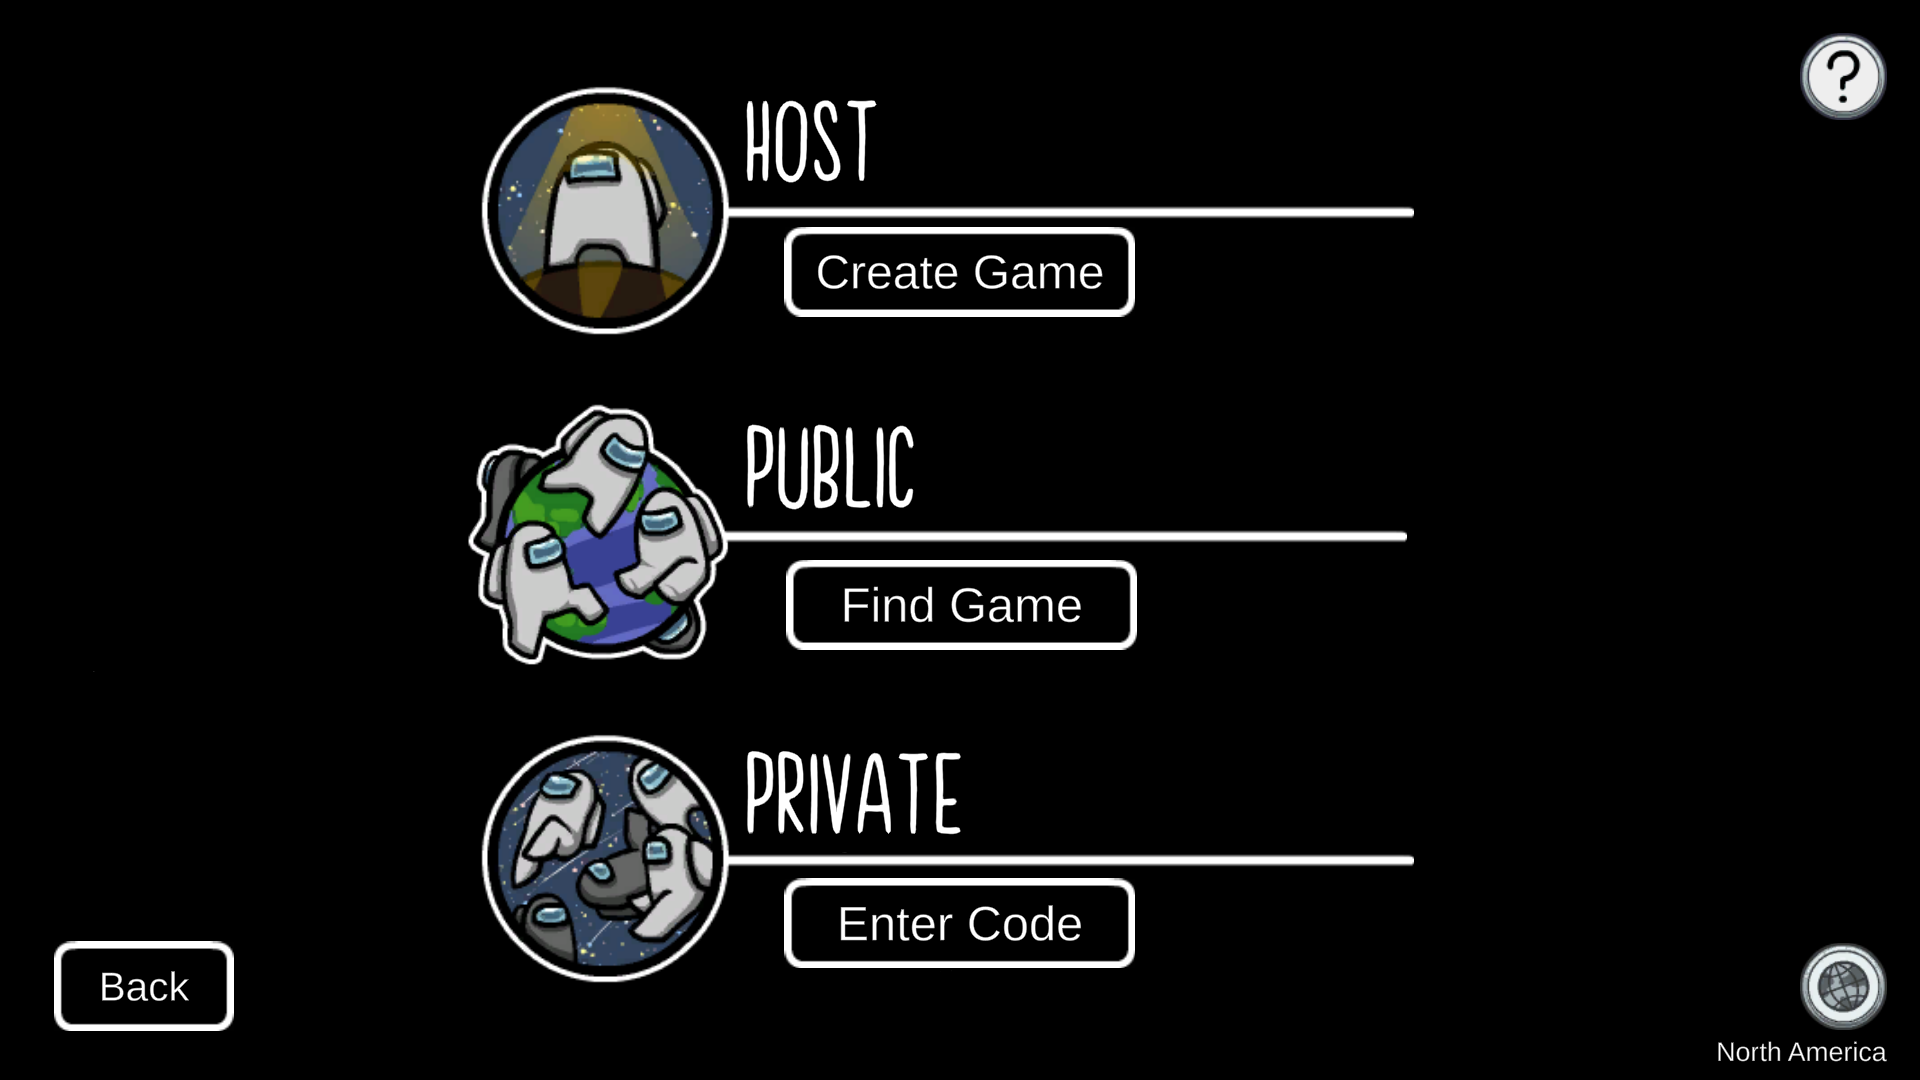 HOST
Create Game
PUBLIC
Find Game
PRIVATE
Enter Code
Back
?
North America